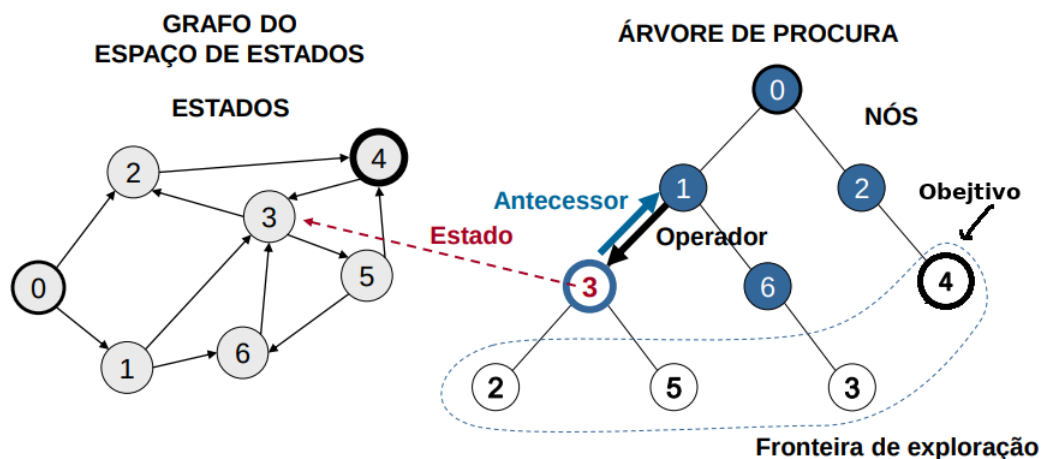 GRAFO DO
ESPAÇO DE ESTADOS
ESTADOS
2
4
3
0
5
1
6
ÁRVORE DE PROCURA
0
NÓS
1
2
Antecessor
Obejtivo
Estado
Operador
3
6
4
2
5
3
Fronteira de exploração